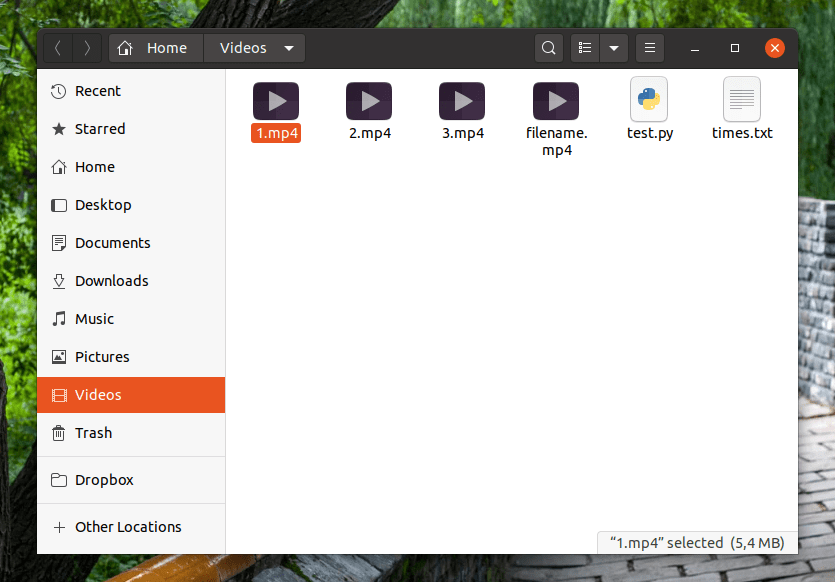 Home
Videos
Recent
Starred
Home
Desktop
Documents
Downloads
Music
Pictures
Videos
Trash
Dropbox
Other Locations
1.mp4
2.mp4
3.mp4
filename.
mp4
test.py
times.txt
“1.mp4” selected (5,4 MB)